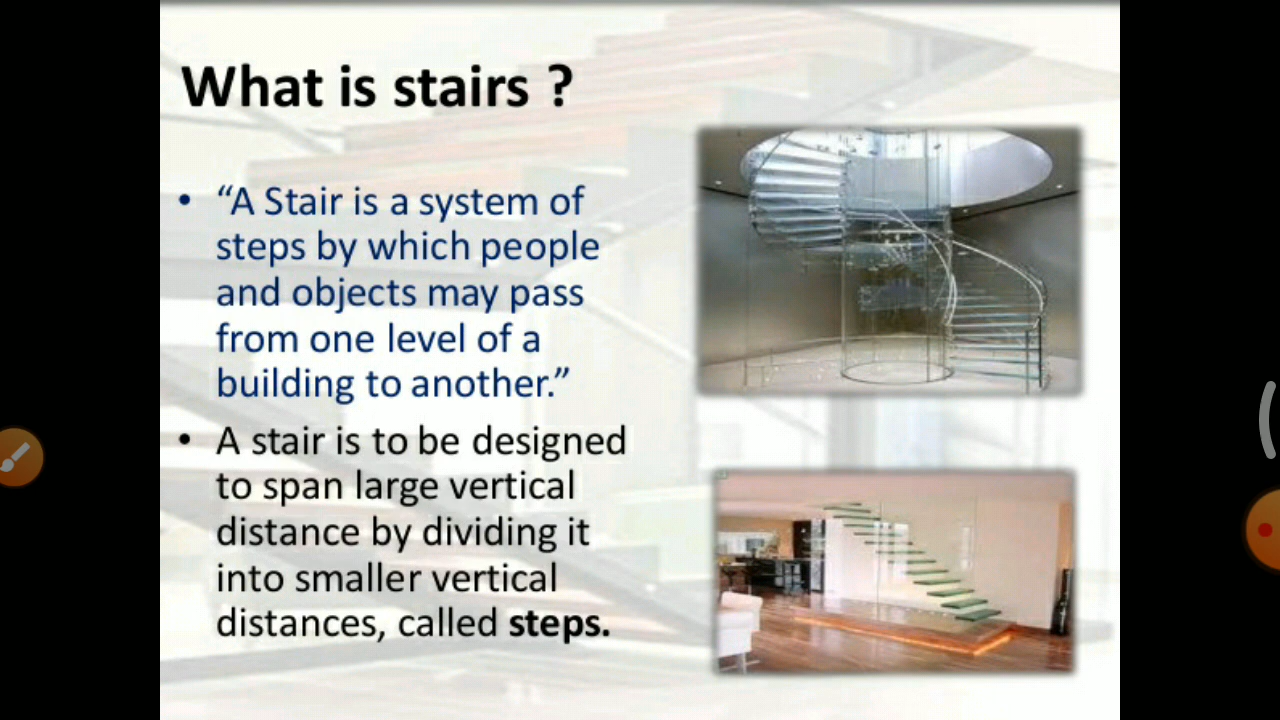 What is stairs ?
• “A Stair is a system of
steps by which people
and objects may pass
from one level of a
building to another.”
• A stair is to be designed
to span large vertical
distance by dividing it
into smaller vertical
distances, called steps.